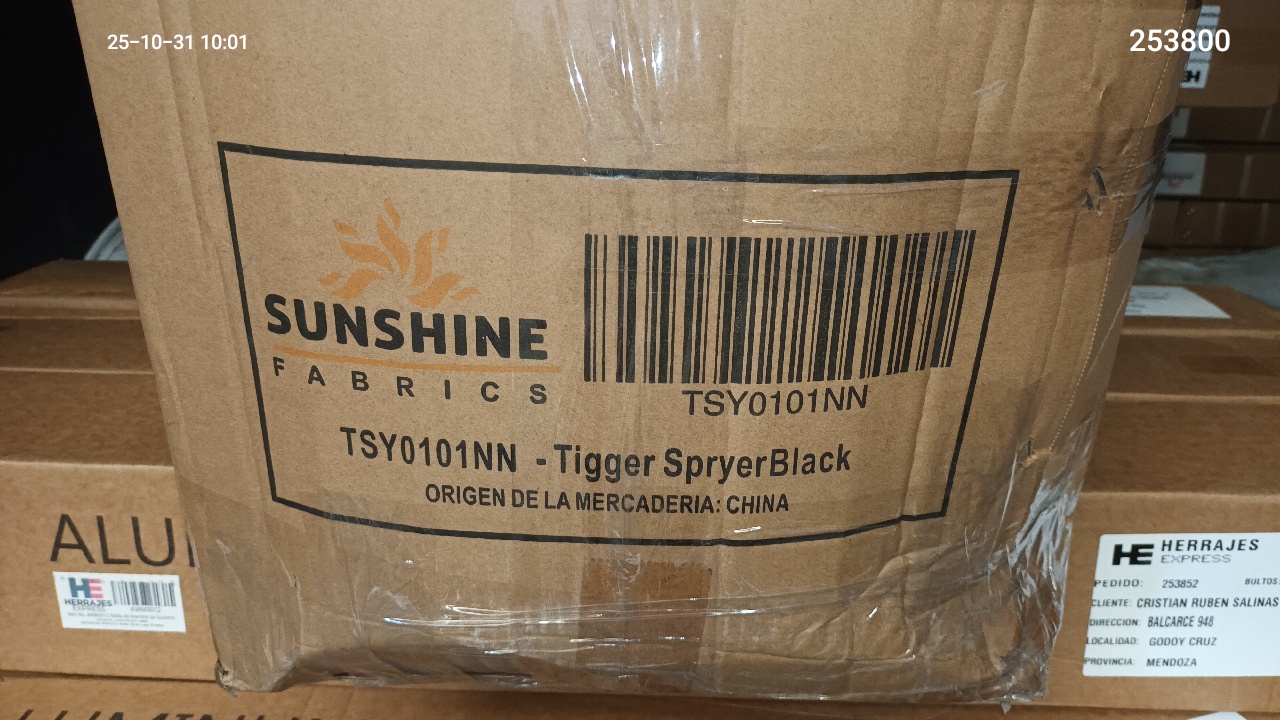 25-10-31 10:01
253800
SUNSHINE
FABRICS
TSY0101NN
TSY0101NN - Tigger SpryerBlack
ORIGEN DE LA MERCADERIA: CHINA
ALU
HE
HERRAJES
EXPRESS
HE HERRAJES
EXPRESS
PEDIDO: 253852 BULTOS:
CLIENTE: CRISTIAN RUBEN SALINAS
DIRECCION: BALCARCE 948
LOCALIDAD: GODOY CRUZ
PROVINCIA: MENDOZA